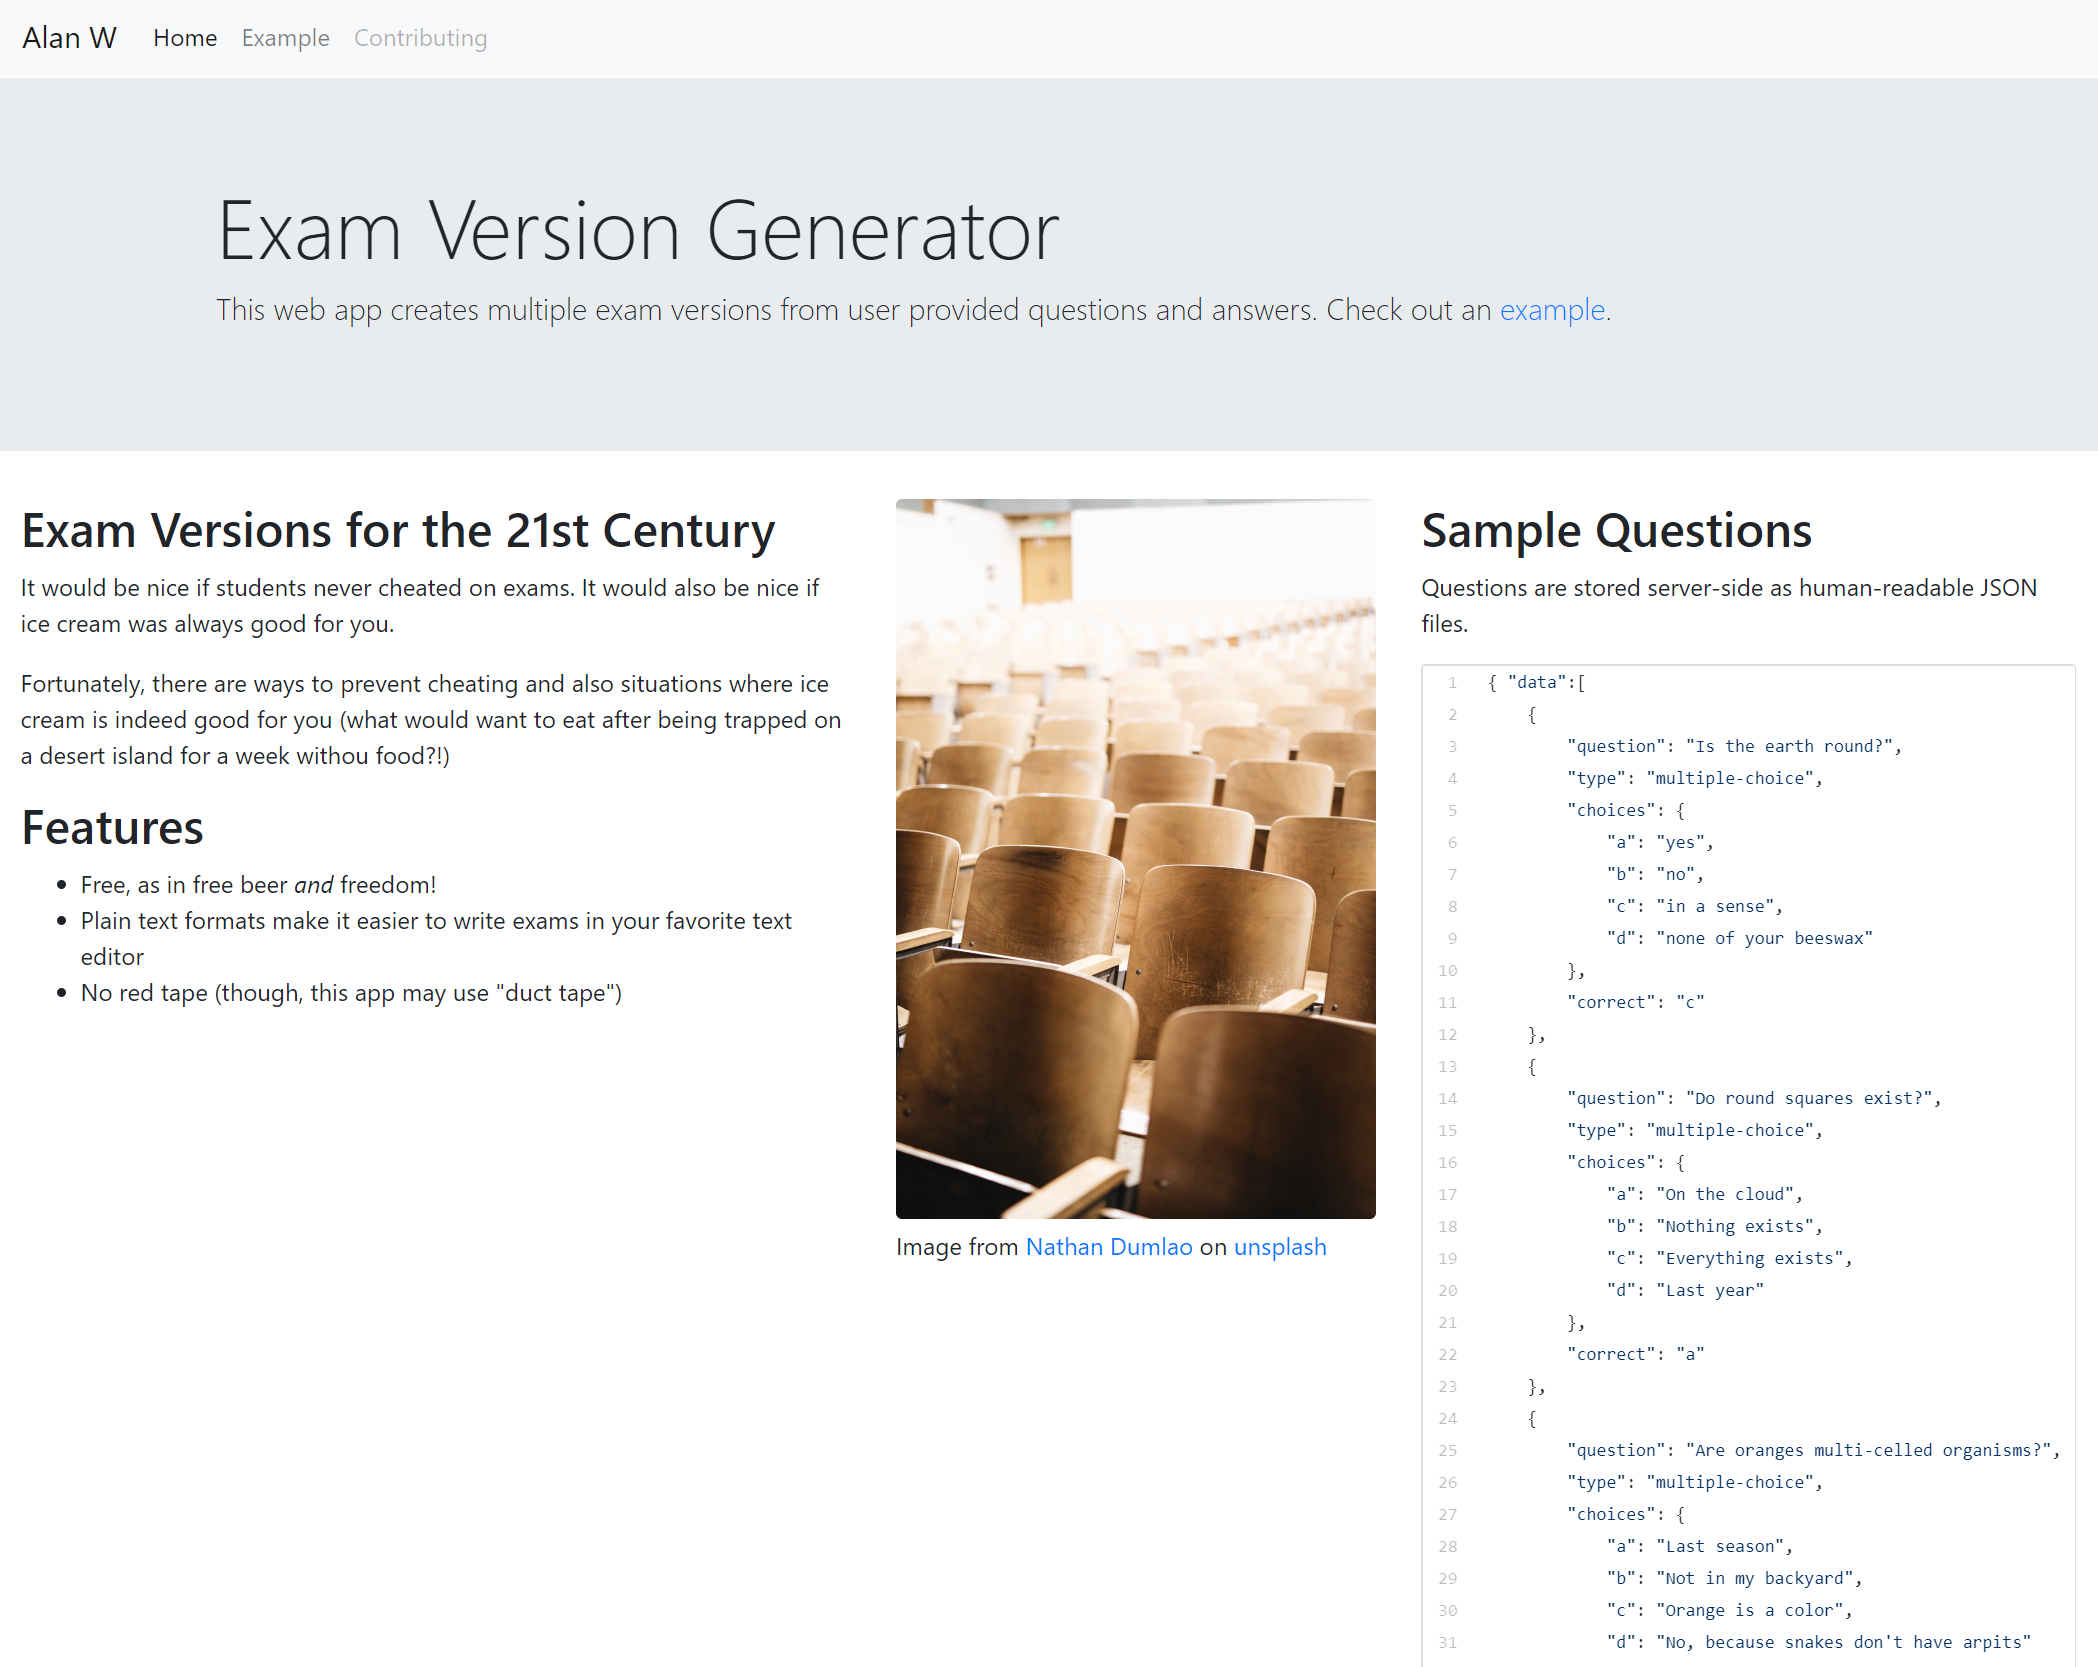 Alan W Home Example Contributing
Exam Version Generator
This web app creates multiple exam versions from user provided questions and answers. Check out an example.
Exam Versions for the 21st Century
It would be nice if students never cheated on exams. It would also be nice if
ice cream was always good for you.
Fortunately, there are ways to prevent cheating and also situations where ice
cream is indeed good for you (what would want to eat after being trapped on
a desert island for a week withou food?!)
Features
• Free, as in free beer and freedom!
• Plain text formats make it easier to write exams in your favorite text
editor
• No red tape (though, this app may use "duct tape")
Image from Nathan Dumlao on unsplash
Sample Questions
Questions are stored server-side as human-readable JSON
files.
1 { "data":[
2 {
3 "question": "Is the earth round?",
4 "type": "multiple-choice",
5 "choices": {
6 "a": "yes",
7 "b": "no",
8 "c": "in a sense",
9 "d": "none of your beeswax"
10 },
11 "correct": "c"
12 },
13 {
14 "question": "Do round squares exist?",
15 "type": "multiple-choice",
16 "choices": {
17 "a": "On the cloud",
18 "b": "Nothing exists",
19 "c": "Everything exists",
20 "d": "Last year"
21 },
22 "correct": "a"
23 },
24 {
25 "question": "Are oranges multi-celled organisms?",
26 "type": "multiple-choice",
27 "choices": {
28 "a": "Last season",
29 "b": "Not in my backyard",
30 "c": "Orange is a color",
31 "d": "No, because snakes don't have arpits"